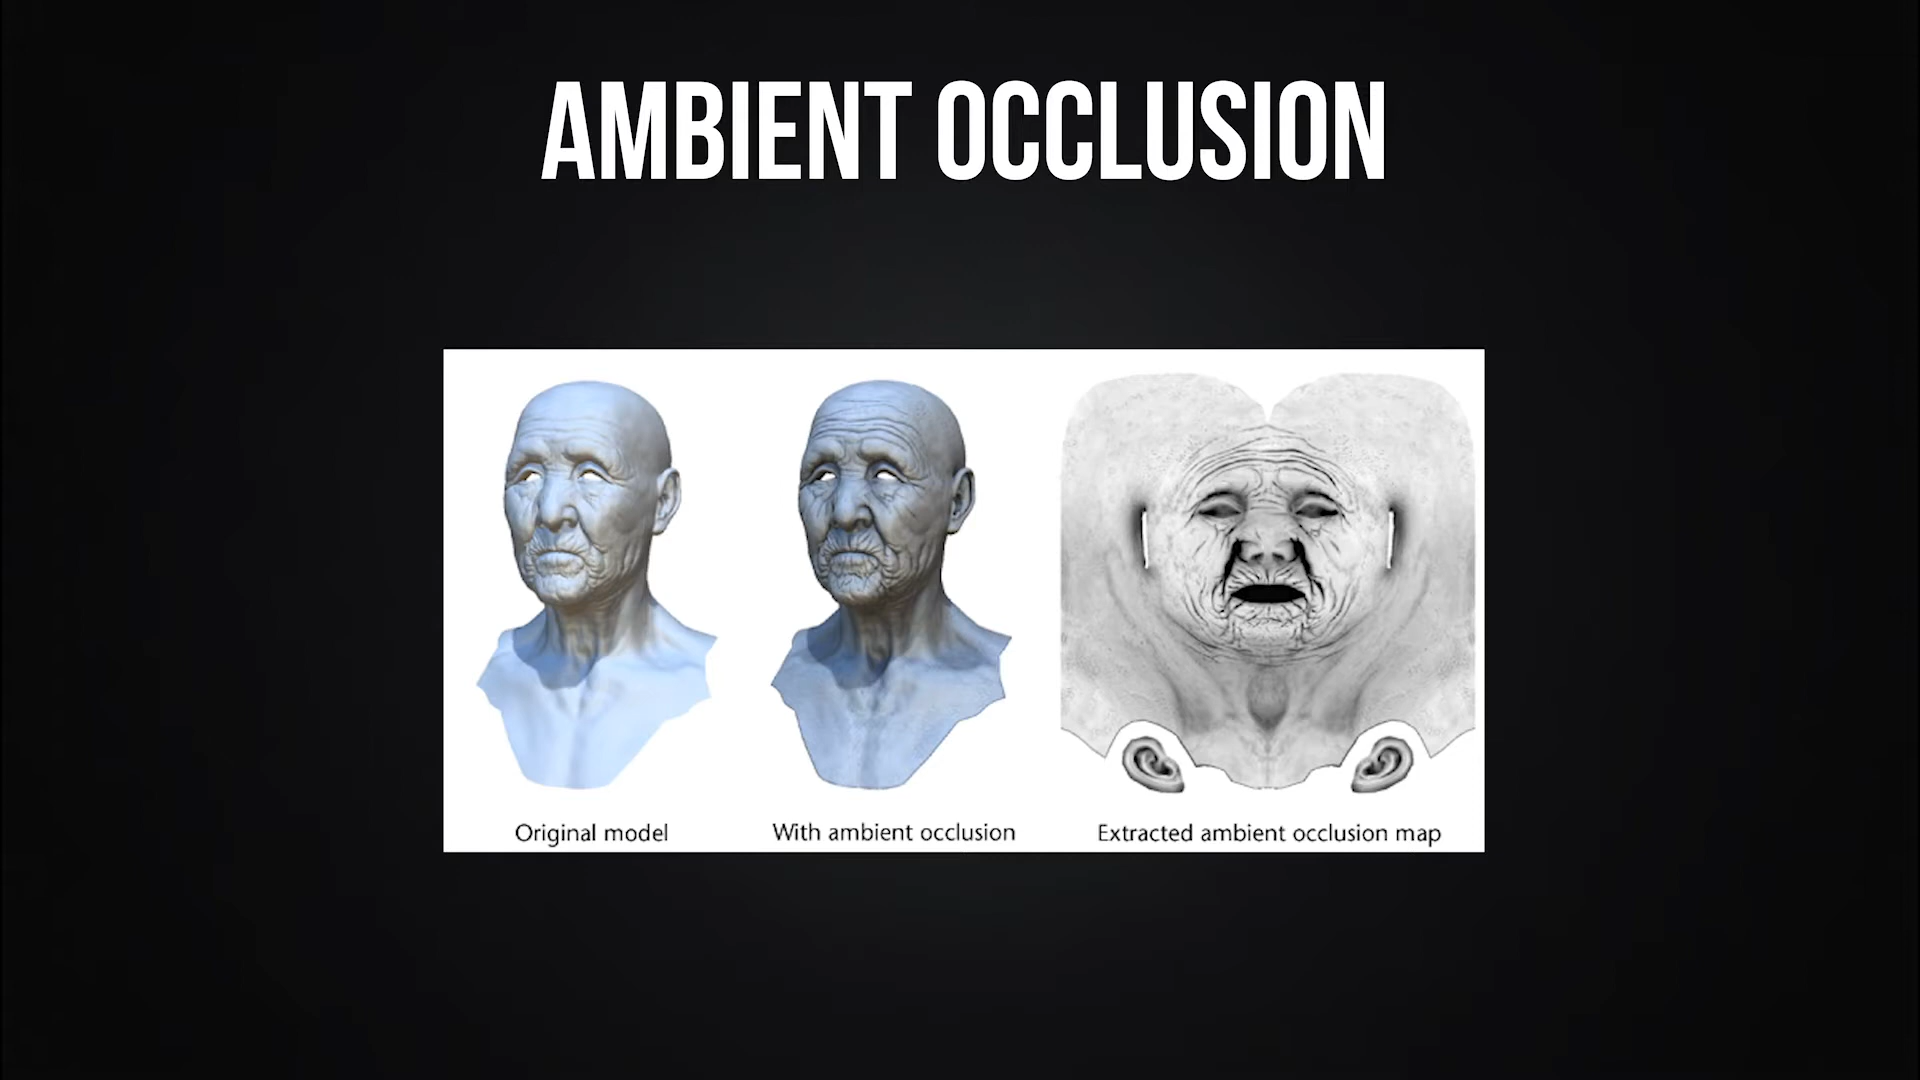 AMBIENT OCCLUSION
Original model
With ambient occlusion
Extracted ambient occlusion map